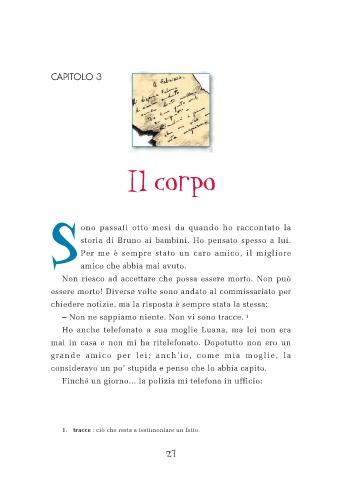 CAPITOLO 3
Il corpo
Sono passati otto mesi da quando ho raccontato la
storia di Bruno ai bambini. Ho pensato spesso a lui.
Per me è sempre stato un caro amico, il migliore
amico che abbia mai avuto.
Non riesco ad accettare che possa essere morto. Non può
essere morto! Diverse volte sono andato al commissariato per
chiedere notizie, ma la risposta è sempre stata la stessa:
– Non ne sappiamo niente. Non vi sono tracce. 1
Ho anche telefonato a sua moglie Luana, ma lei non era
mai in casa e non mi ha ritelefonato. Dopotutto non ero un
grande amico per lei; anch'io, come mia moglie, la
consideravo un po' stupida e penso che lo abbia capito.
Finché un giorno... la polizia mi telefona in ufficio:
1. tracce : ciò che resta a testimoniare un fatto.
27